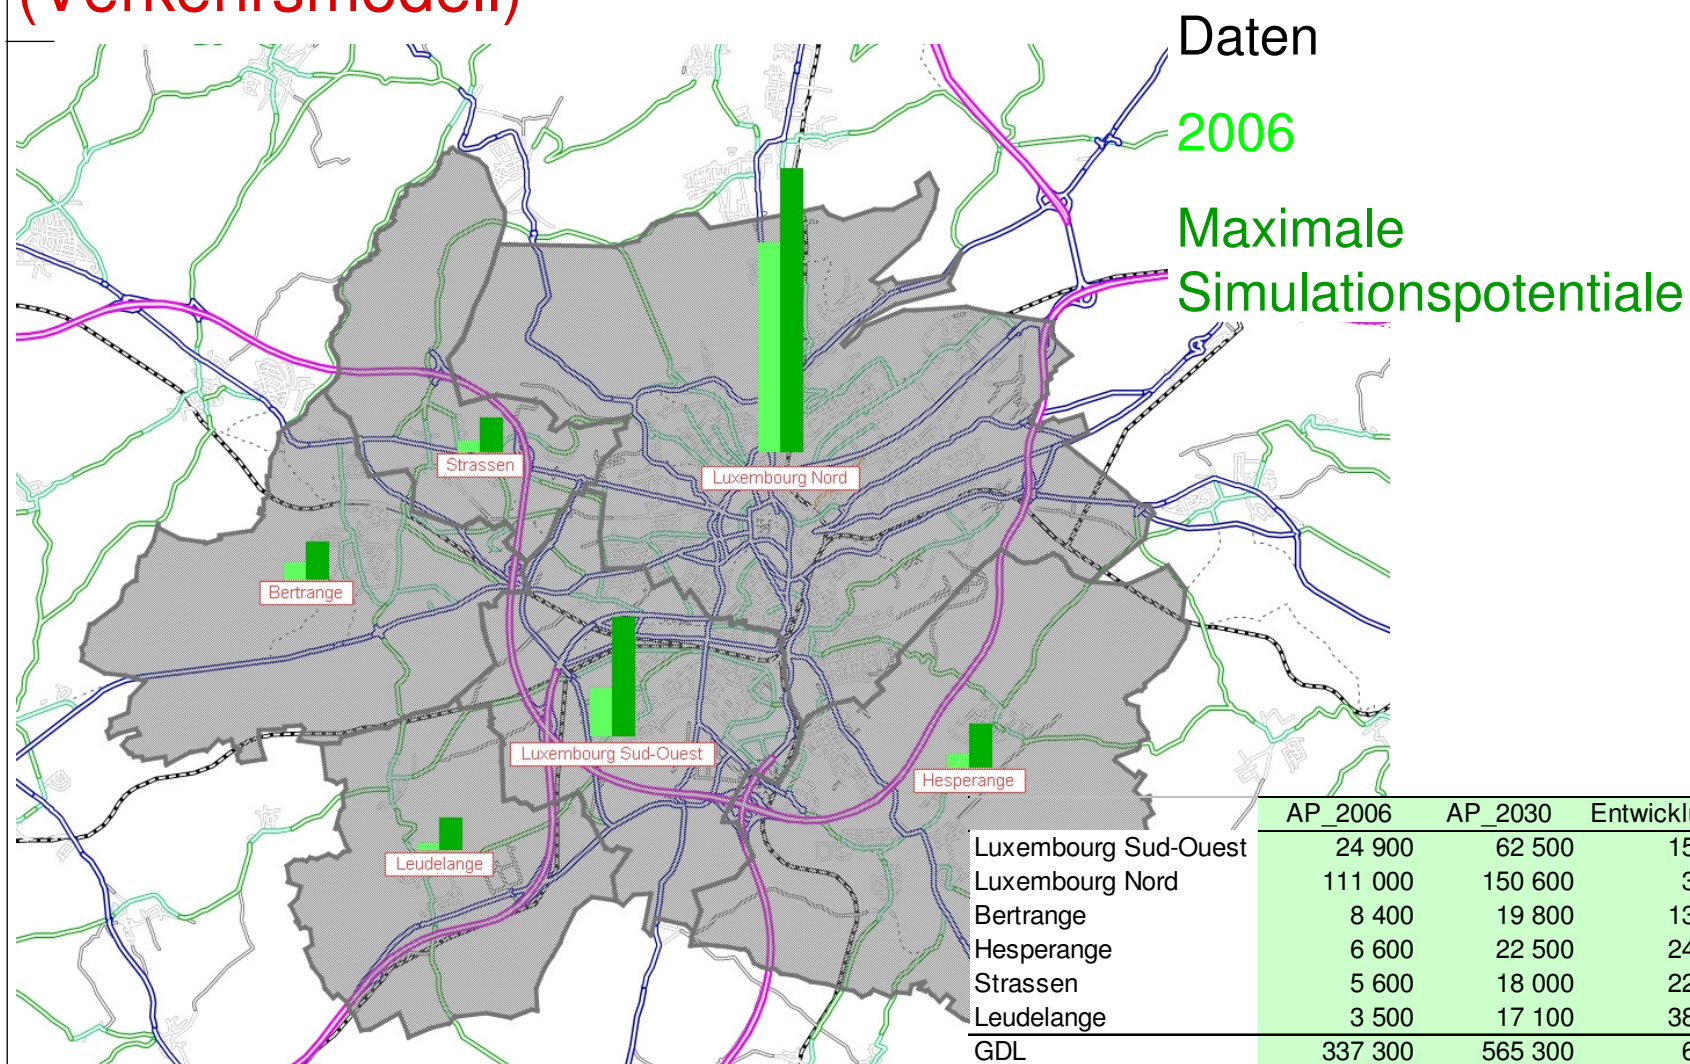 (Verkehrsmodell)
Daten
2006
Maximale
Simulationspotentiale
Strassen
Luxembourg Nord
Bertrange
Luxembourg Sud-Ouest
Hesperange
Leudelange
AP_2006 AP_2030
Luxembourg Sud-Ouest 24 900 62 500
Luxembourg Nord 111 000 150 600
Bertrange 8 400 19 800
Hesperange 6 600 22 500
Strassen 5 600 18 000
Leudelange 3 500 17 100
GDL 337 300 565 300